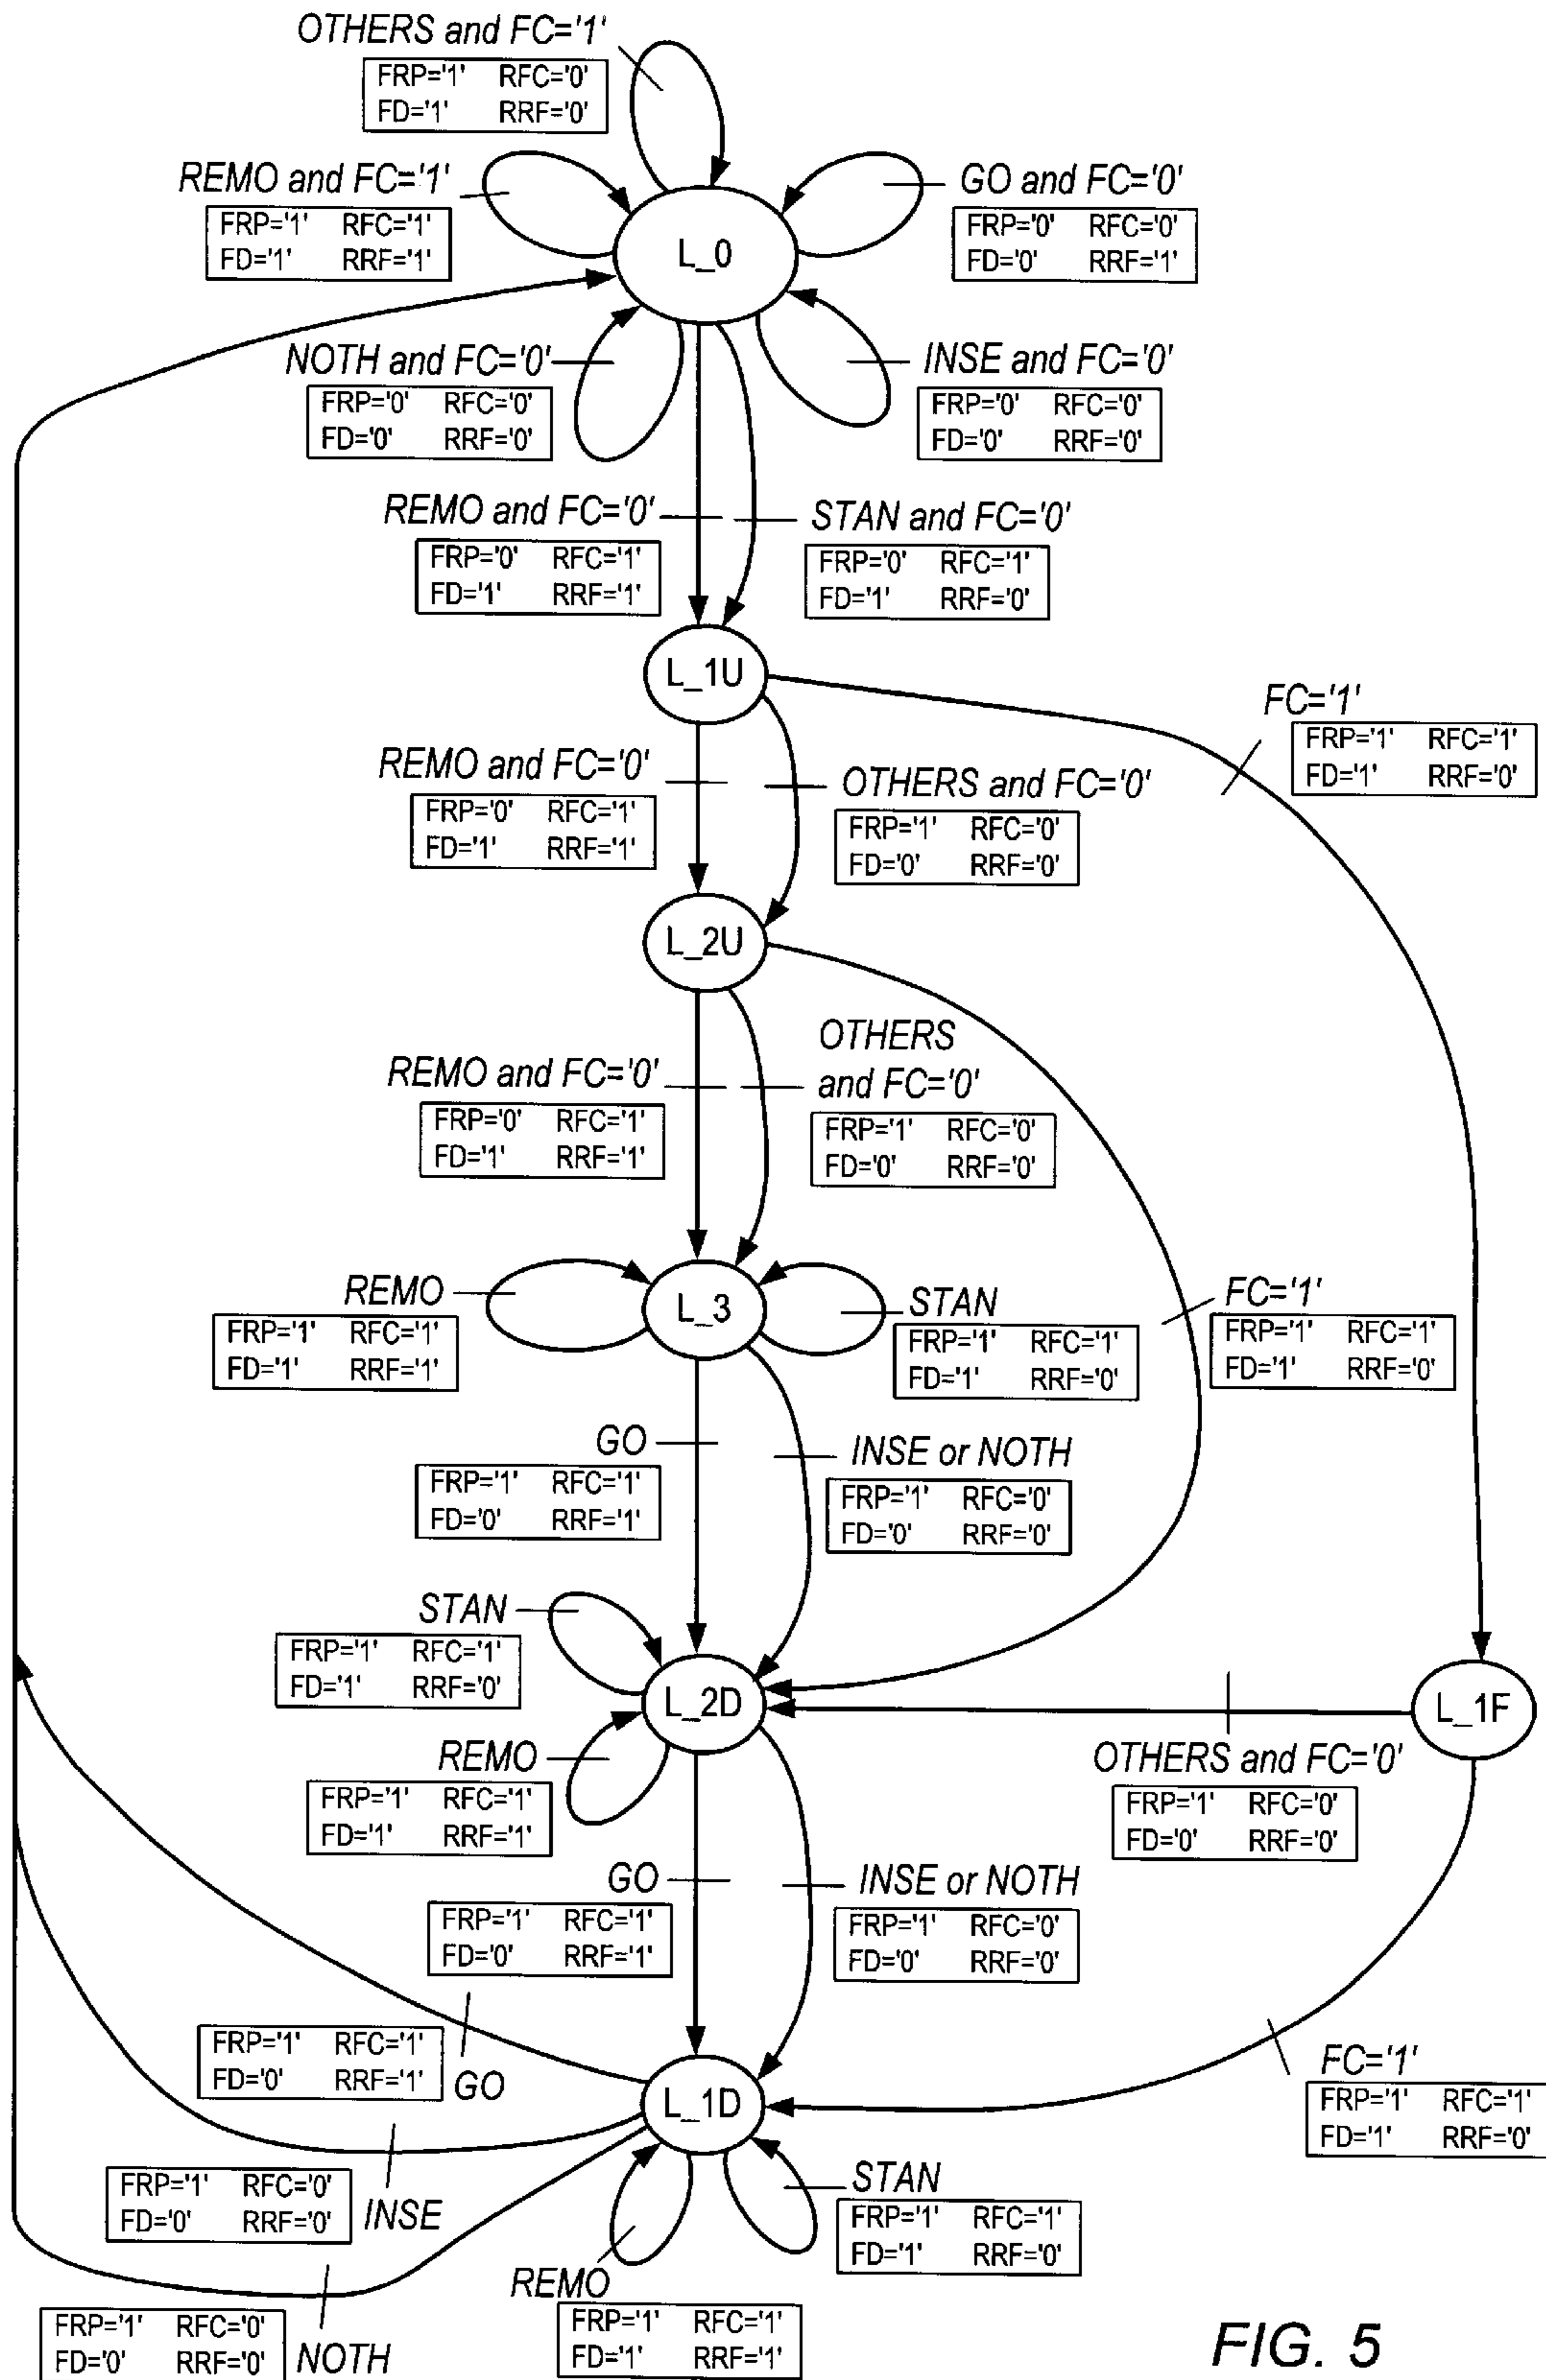 OTHERS and FC='1'
FRP='1' RFC='0'
FD='1' RRF='0'
REMO and FC='1'
FRP='1' RFC='1'
FD='1' RRF='1'
GO and FC='0'
FRP='0' RFC='0'
FD='0' RRF='1'
L_0
NOTH and FC='0'
FRP='0' RFC='0'
FD='0' RRF='0'
INSE and FC='0'
FRP='0' RFC='0'
FD='0' RRF='0'
REMO and FC='0'
FRP='0' RFC='1'
FD='1' RRF='1'
STAN and FC='0'
FRP='0' RFC='1'
FD='1' RRF='0'
L_1U
FC='1'
FRP='1' RFC='1'
FD='1' RRF='0'
REMO and FC='0'
FRP='0' RFC='1'
FD='1' RRF='1'
OTHERS and FC='0'
FRP='1' RFC='0'
FD='0' RRF='0'
L_2U
REMO and FC='0'
FRP='0' RFC='1'
FD='1' RRF='1'
OTHERS
and FC='0'
FRP='1' RFC='0'
FD='0' RRF='0'
REMO
FRP='1' RFC='1'
FD='1' RRF='1'
L_3
STAN
FRP='1' RFC='1'
FD='1' RRF='0'
FC='1'
FRP='1' RFC='1'
FD='1' RRF='0'
GO
FRP='1' RFC='1'
FD='0' RRF='1'
INSE or NOTH
FRP='1' RFC='0'
FD='0' RRF='0'
STAN
FRP='1' RFC='1'
FD='1' RRF='0'
L_2D
L_1F
REMO
FRP='1' RFC='1'
FD='1' RRF='1'
OTHERS and FC='0'
FRP='1' RFC='0'
FD='0' RRF='0'
GO
FRP='1' RFC='1'
FD='0' RRF='1'
INSE or NOTH
FRP='1' RFC='0'
FD='0' RRF='0'
FRP='1' RFC='1'
FD='0' RRF='1'
GO
L_1D
FC='1'
FRP='1' RFC='1'
FD='1' RRF='0'
FRP='1' RFC='0'
FD='0' RRF='0'
INSE
STAN
FRP='1' RFC='1'
FD='1' RRF='0'
REMO
FRP='1' RFC='1'
FD='1' RRF='1'
FRP='1' RFC='0'
FD='0' RRF='0'
NOTH
FIG. 5